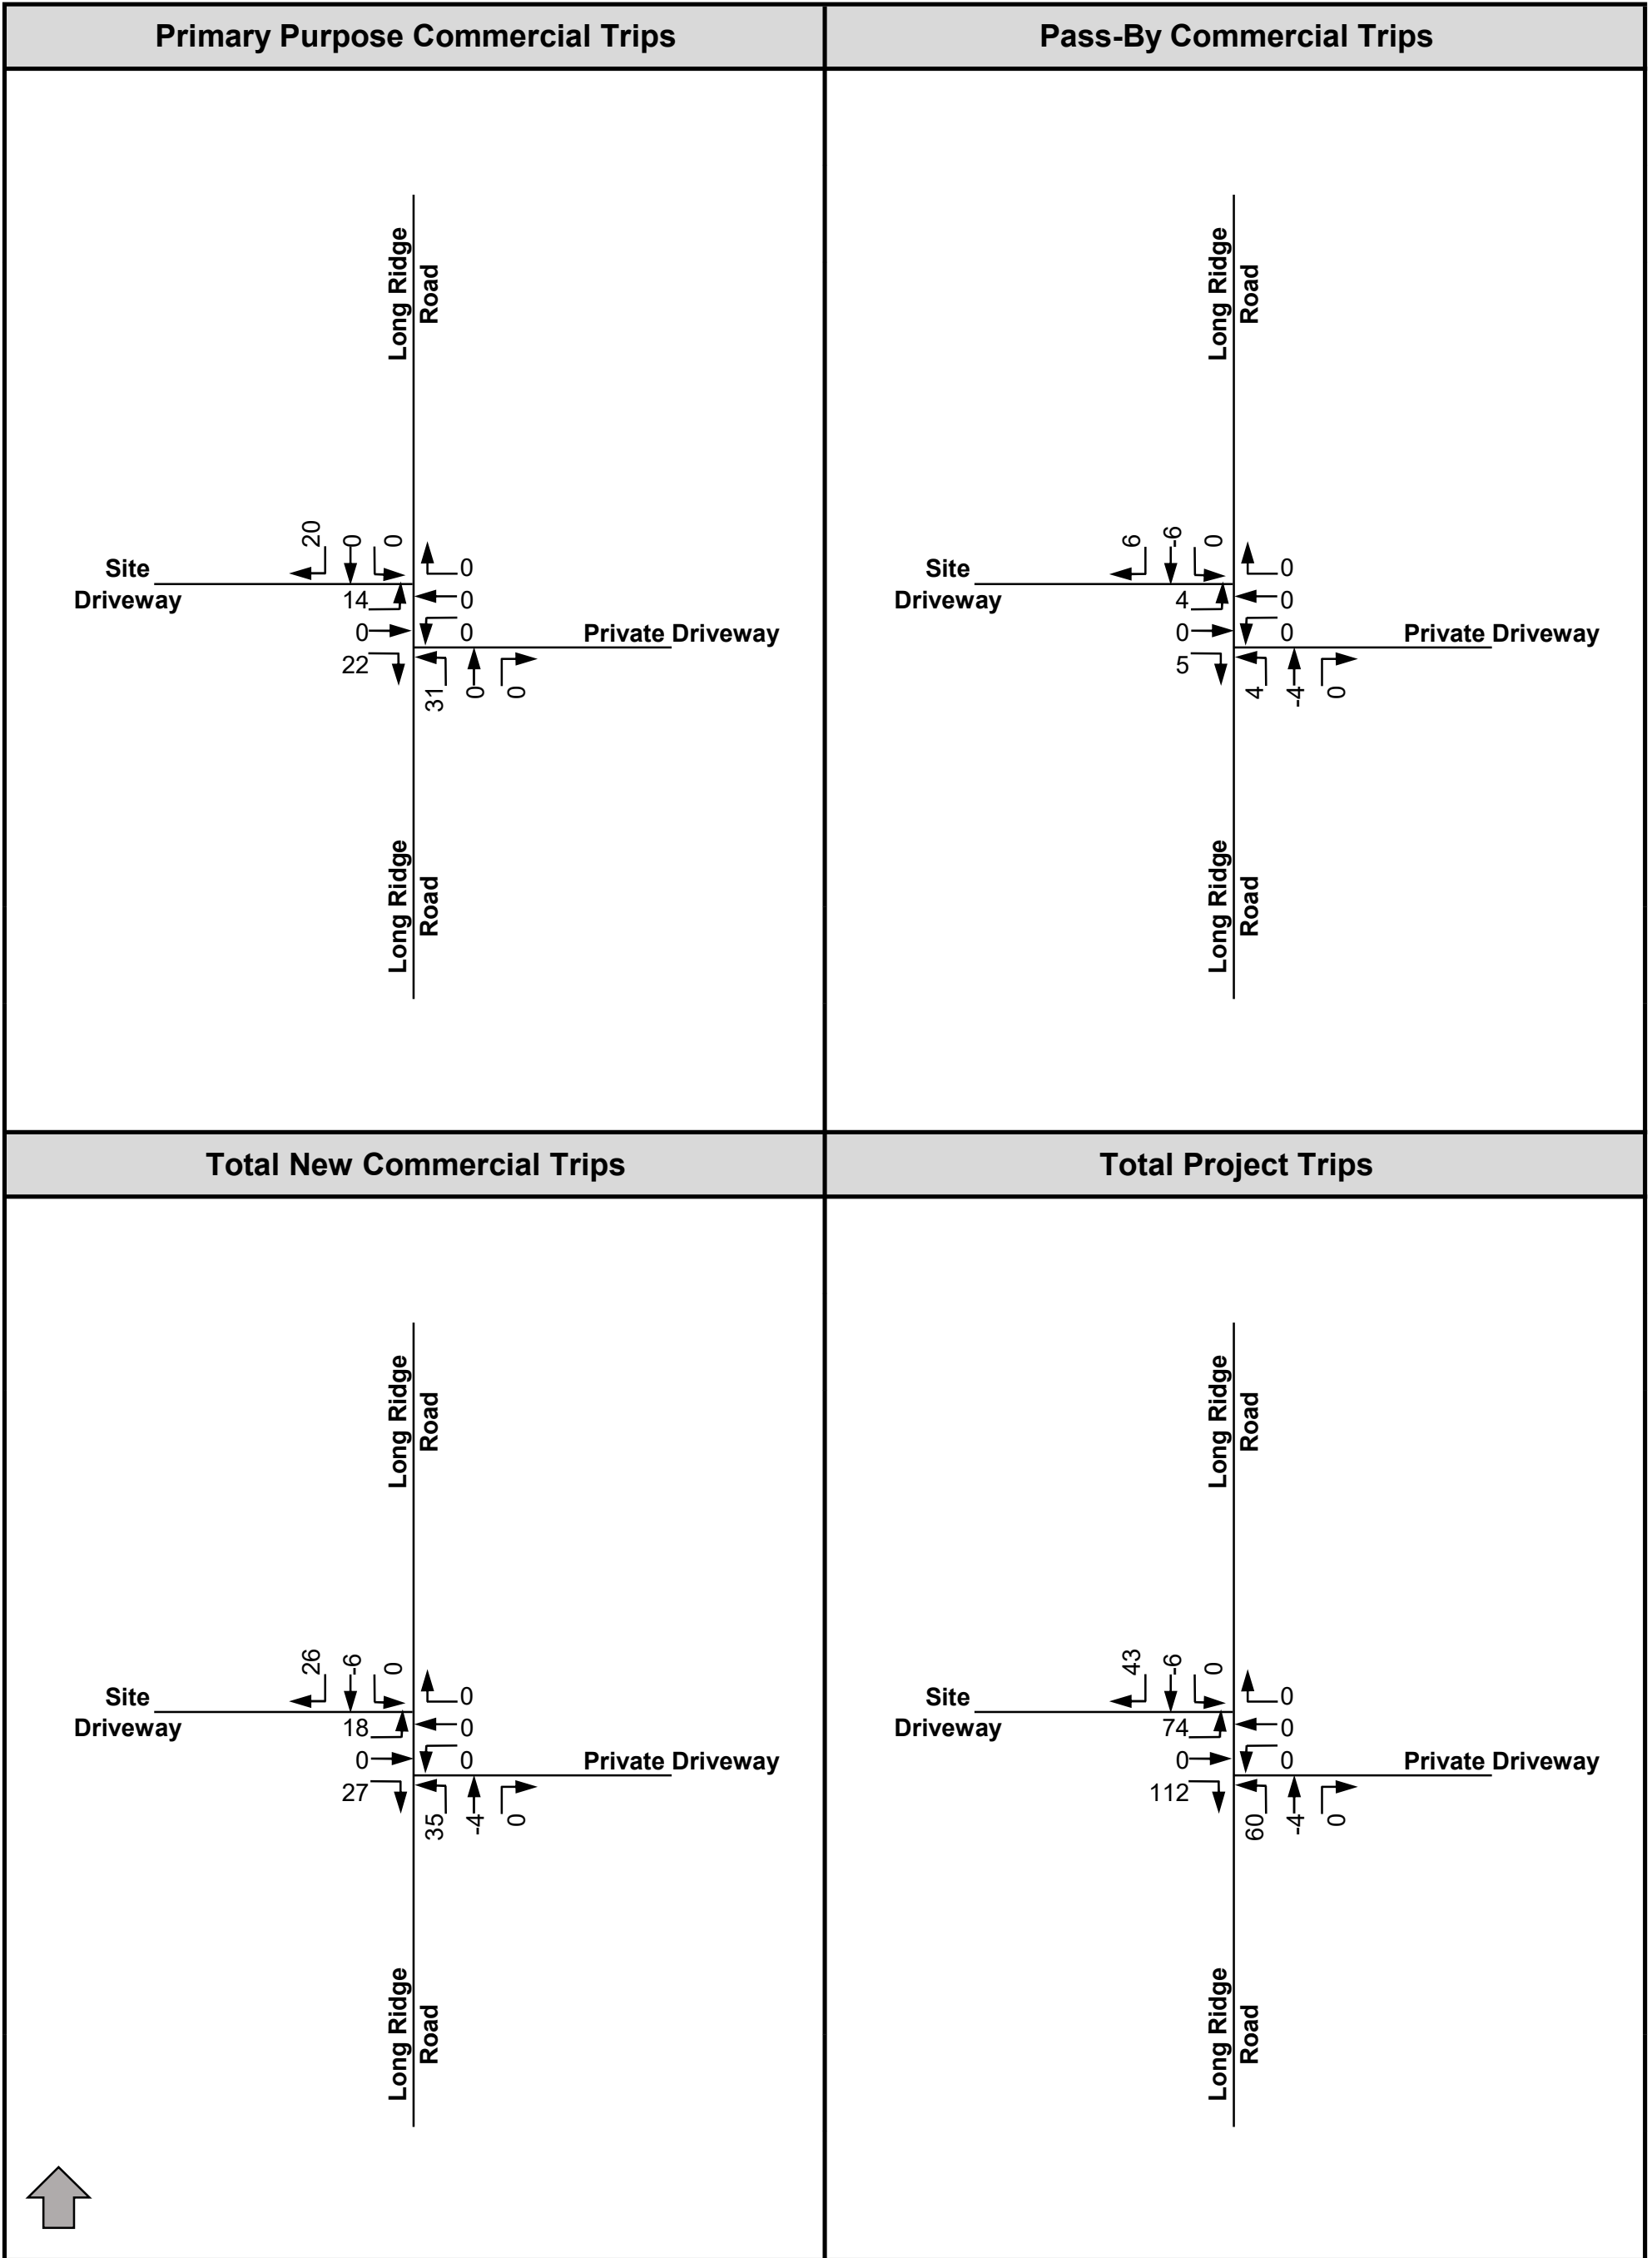 Primary Purpose Commercial Trips
Long Ridge
Road
20
0
0
Site
Driveway
0
0
0
14
0
22
Private Driveway
31
0
0
Long Ridge
Road
Pass-By Commercial Trips
Long Ridge
Road
6
-6
0
Site
Driveway
0
0
0
4
0
5
Private Driveway
4
-4
0
Long Ridge
Road
Total New Commercial Trips
Long Ridge
Road
26
-6
0
Site
Driveway
0
0
0
18
0
27
Private Driveway
35
-4
0
Long Ridge
Road
Total Project Trips
Long Ridge
Road
43
-6
0
Site
Driveway
0
0
0
74
0
112
Private Driveway
60
-4
0
Long Ridge
Road